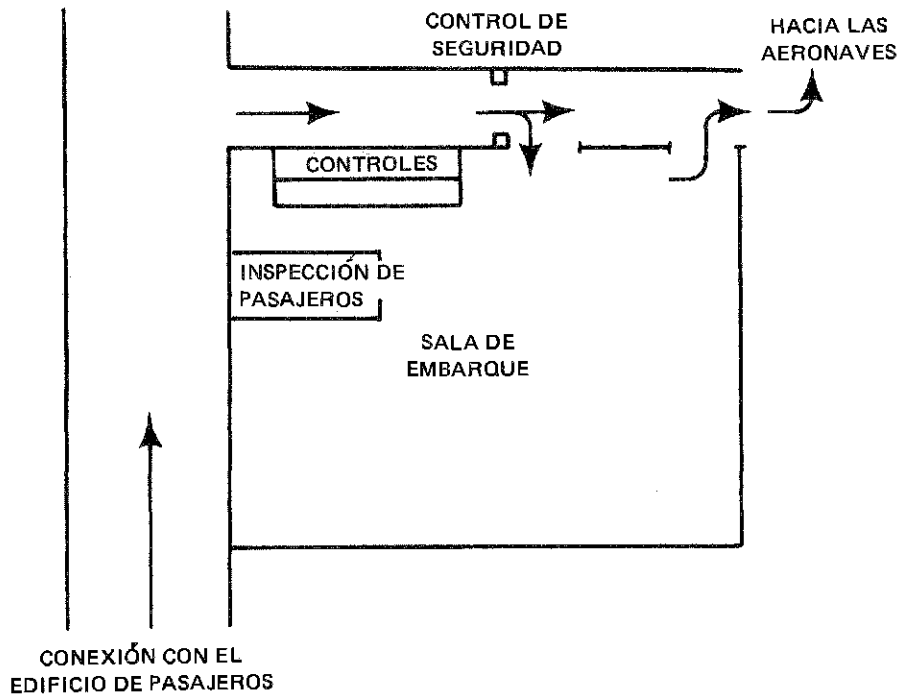 CONTROL DE
SEGURIDAD
HACIA LAS
AERONAVES
CONTROLES
INSPECCIÓN DE
PASAJEROS
SALA DE
EMBARQUE
CONEXIÓN CON EL
EDIFICIO DE PASAJEROS